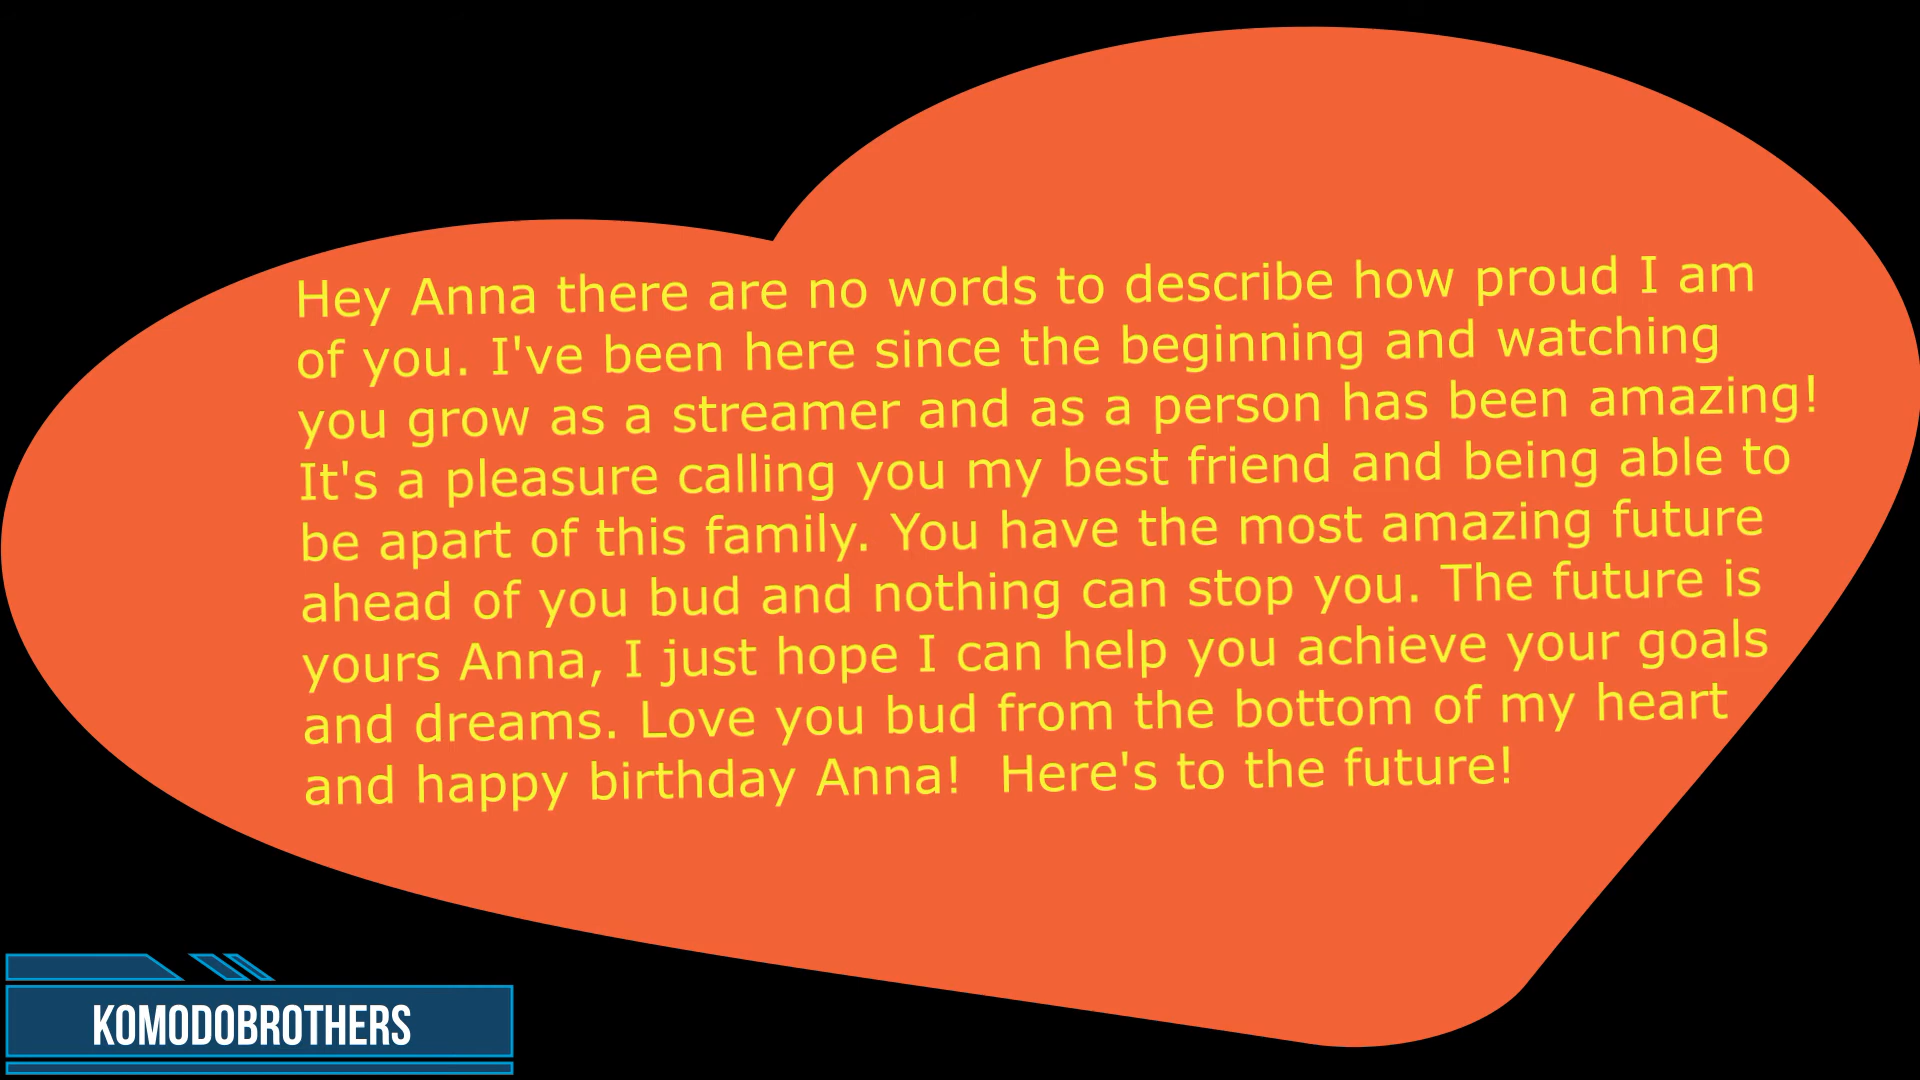 Hey Anna there are no words to describe how proud I am
of you. I've been here since the beginning and watching
you grow as a streamer and as a person has been amazing!
It's a pleasure calling you my best friend and being able to
be apart of this family. You have the most amazing future
ahead of you bud and nothing can stop you. The future is
yours Anna, I just hope I can help you achieve your goals
and dreams. Love you bud from the bottom of my heart
and happy birthday Anna!  Here's to the future!
KOMODOBROTHERS